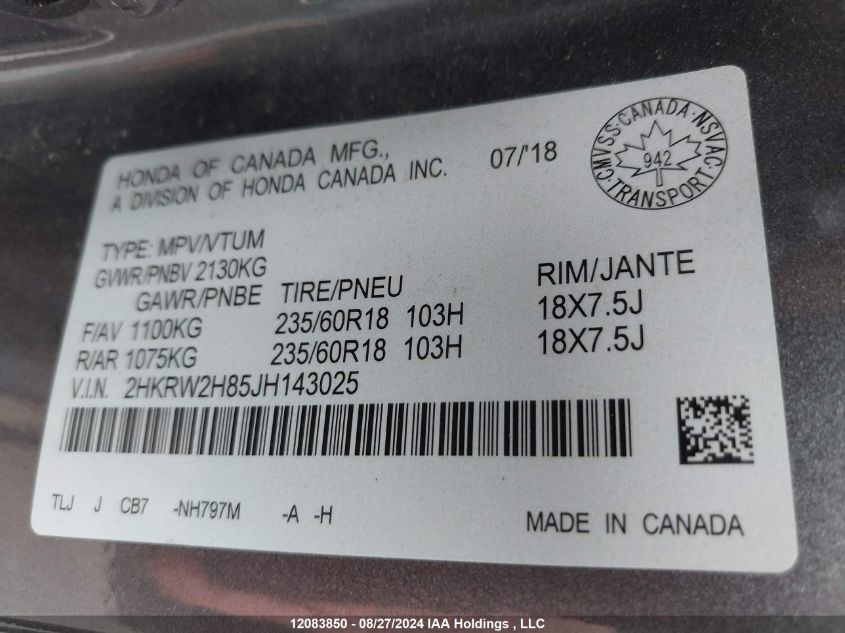 HONDA OF CANADA MFG.,
A DIVISION OF HONDA CANADA INC.
07/'18
CMVSS·CANADA·NSVAC·TRANSPORT·
942
TYPE: MPV/VTUM
GVWR/PNBV 2130KG
GAWR/PNBE TIRE/PNEU RIM/JANTE
F/AV 1100KG 235/60R18 103H 18X7.5J
R/AR 1075KG 235/60R18 103H 18X7.5J
V.I.N. 2HKRW2H85JH143025
TLJ J CB7 -NH797M -A -H
MADE IN CANADA
12083850 - 08/27/2024 IAA Holdings , LLC